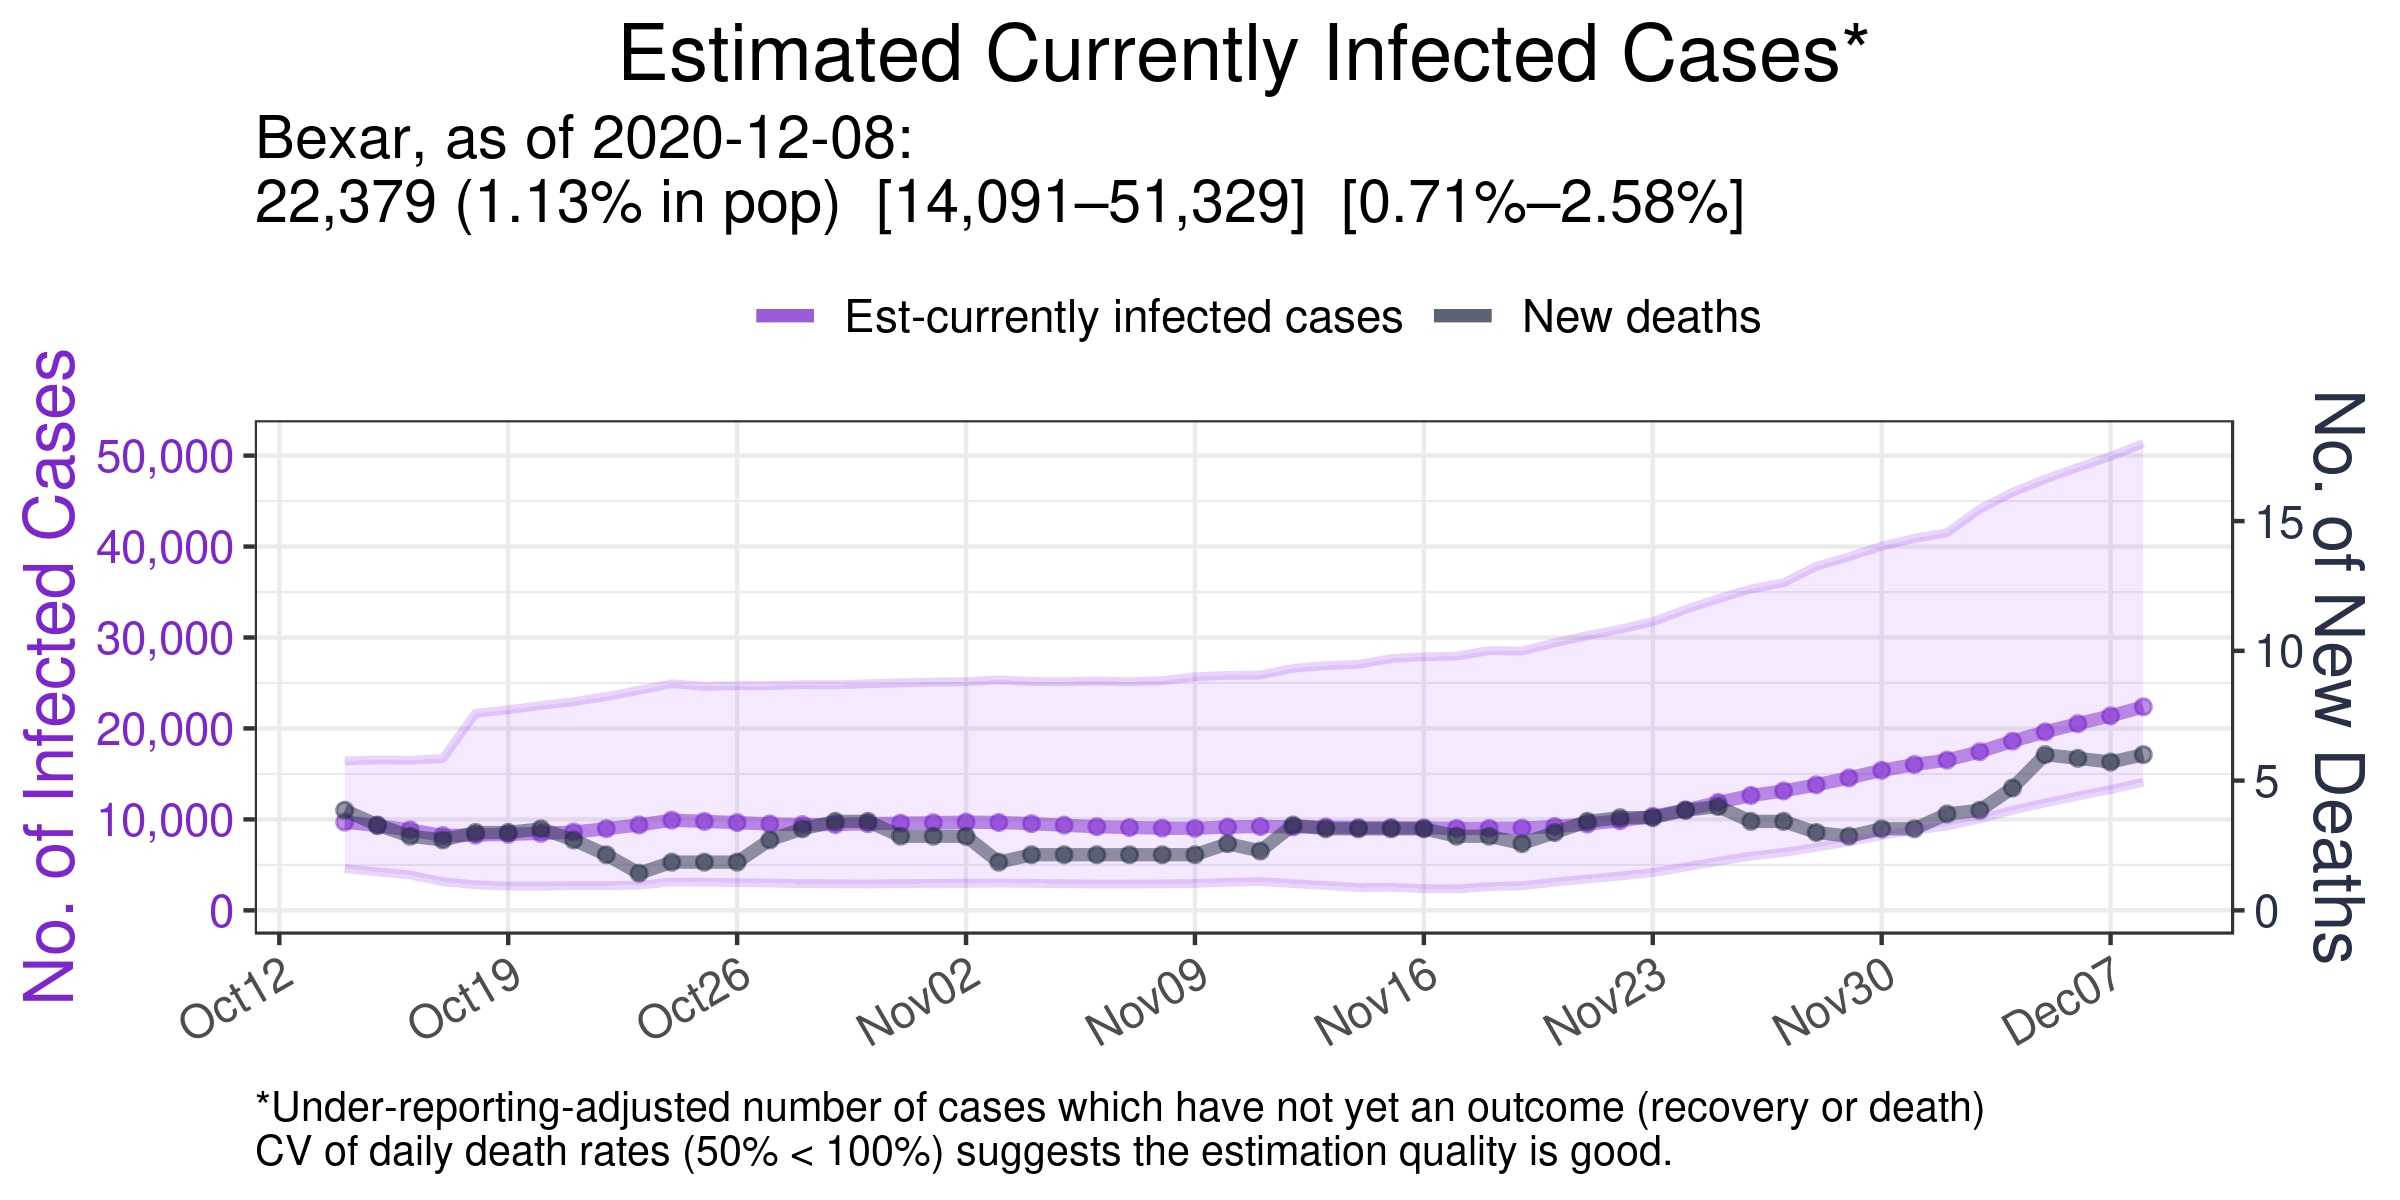 Estimated Currently Infected Cases*
Bexar, as of 2020-12-08:
22,379 (1.13% in pop)  [14,091–51,329]  [0.71%–2.58%]
Est-currently infected cases
New deaths
No. of Infected Cases
50,000
40,000
30,000
20,000
10,000
0
15
10
5
0
No. of New Deaths
Oct12
Oct19
Oct26
Nov02
Nov09
Nov16
Nov23
Nov30
Dec07
*Under-reporting-adjusted number of cases which have not yet an outcome (recovery or death)
CV of daily death rates (50% < 100%) suggests the estimation quality is good.